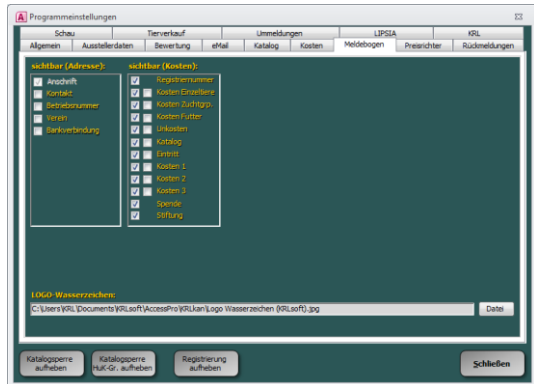 Programmeinstellungen
Schau Tierverkauf Ummeldungen LIPSIA KRL
Allgemein Ausstellerdaten Bewertung eMail Katalog Kosten Meldebogen Preisrichter Rückmeldungen
sichtbar (Adresse): sichtbar (Kosten):
Anschrift Registriernummer
Kontakt Kosten Einzeltiere
Betriebsnummer Kosten Zuchtgrp.
Verein Kosten Futter
Bankverbindung Unkosten
Katalog
Eintritt
Kosten 1
Kosten 2
Kosten 3
Spende
Stiftung
LOGO-Wasserzeichen:
C:\Users\KRL\Documents\KRLsoft\AccessPro\KRLkan\Logo Wasserzeichen (KRLsoft).jpg Datei
Katalogsperre Katalogsperre Registrierung
aufheben HuK-Gr. aufheben aufheben Schließen